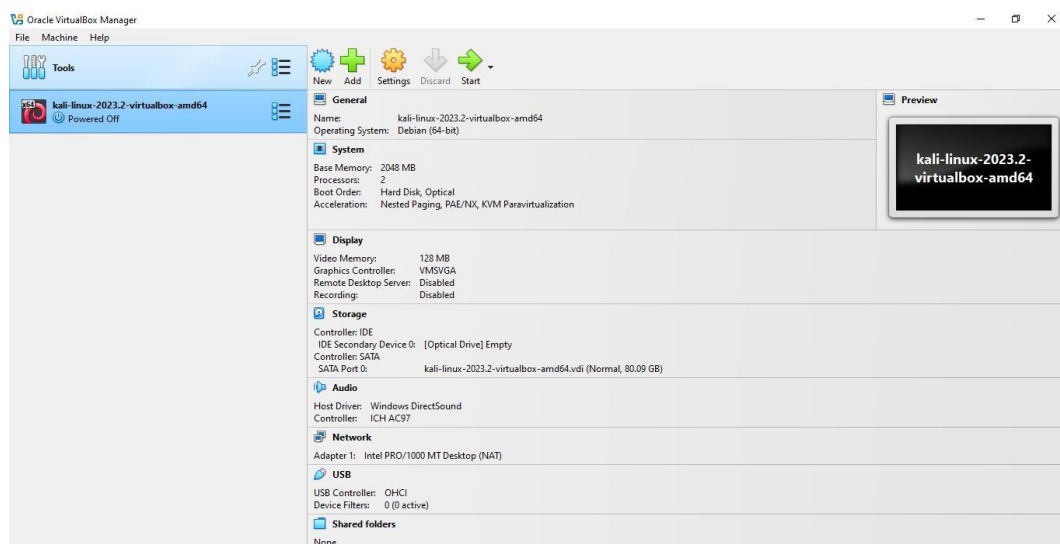 Oracle VirtualBox Manager
File Machine Help
Tools
New Add Settings Discard Start
kali-linux-2023.2-virtualbox-amd64
Powered Off
General
Name: kali-linux-2023.2-virtualbox-amd64
Operating System: Debian (64-bit)
System
Base Memory: 2048 MB
Processors: 2
Boot Order: Hard Disk, Optical
Acceleration: Nested Paging, PAE/NX, KVM Paravirtualization
Preview
kali-linux-2023.2-
virtualbox-amd64
Display
Video Memory: 128 MB
Graphics Controller: VMSVGA
Remote Desktop Server: Disabled
Recording: Disabled
Storage
Controller: IDE
IDE Secondary Device 0: [Optical Drive] Empty
Controller: SATA
SATA Port 0: kali-linux-2023.2-virtualbox-amd64.vdi (Normal, 80.09 GB)
Audio
Host Driver: Windows DirectSound
Controller: ICH AC97
Network
Adapter 1: Intel PRO/1000 MT Desktop (NAT)
USB
USB Controller: OHCI
Device Filters: 0 (0 active)
Shared folders
None